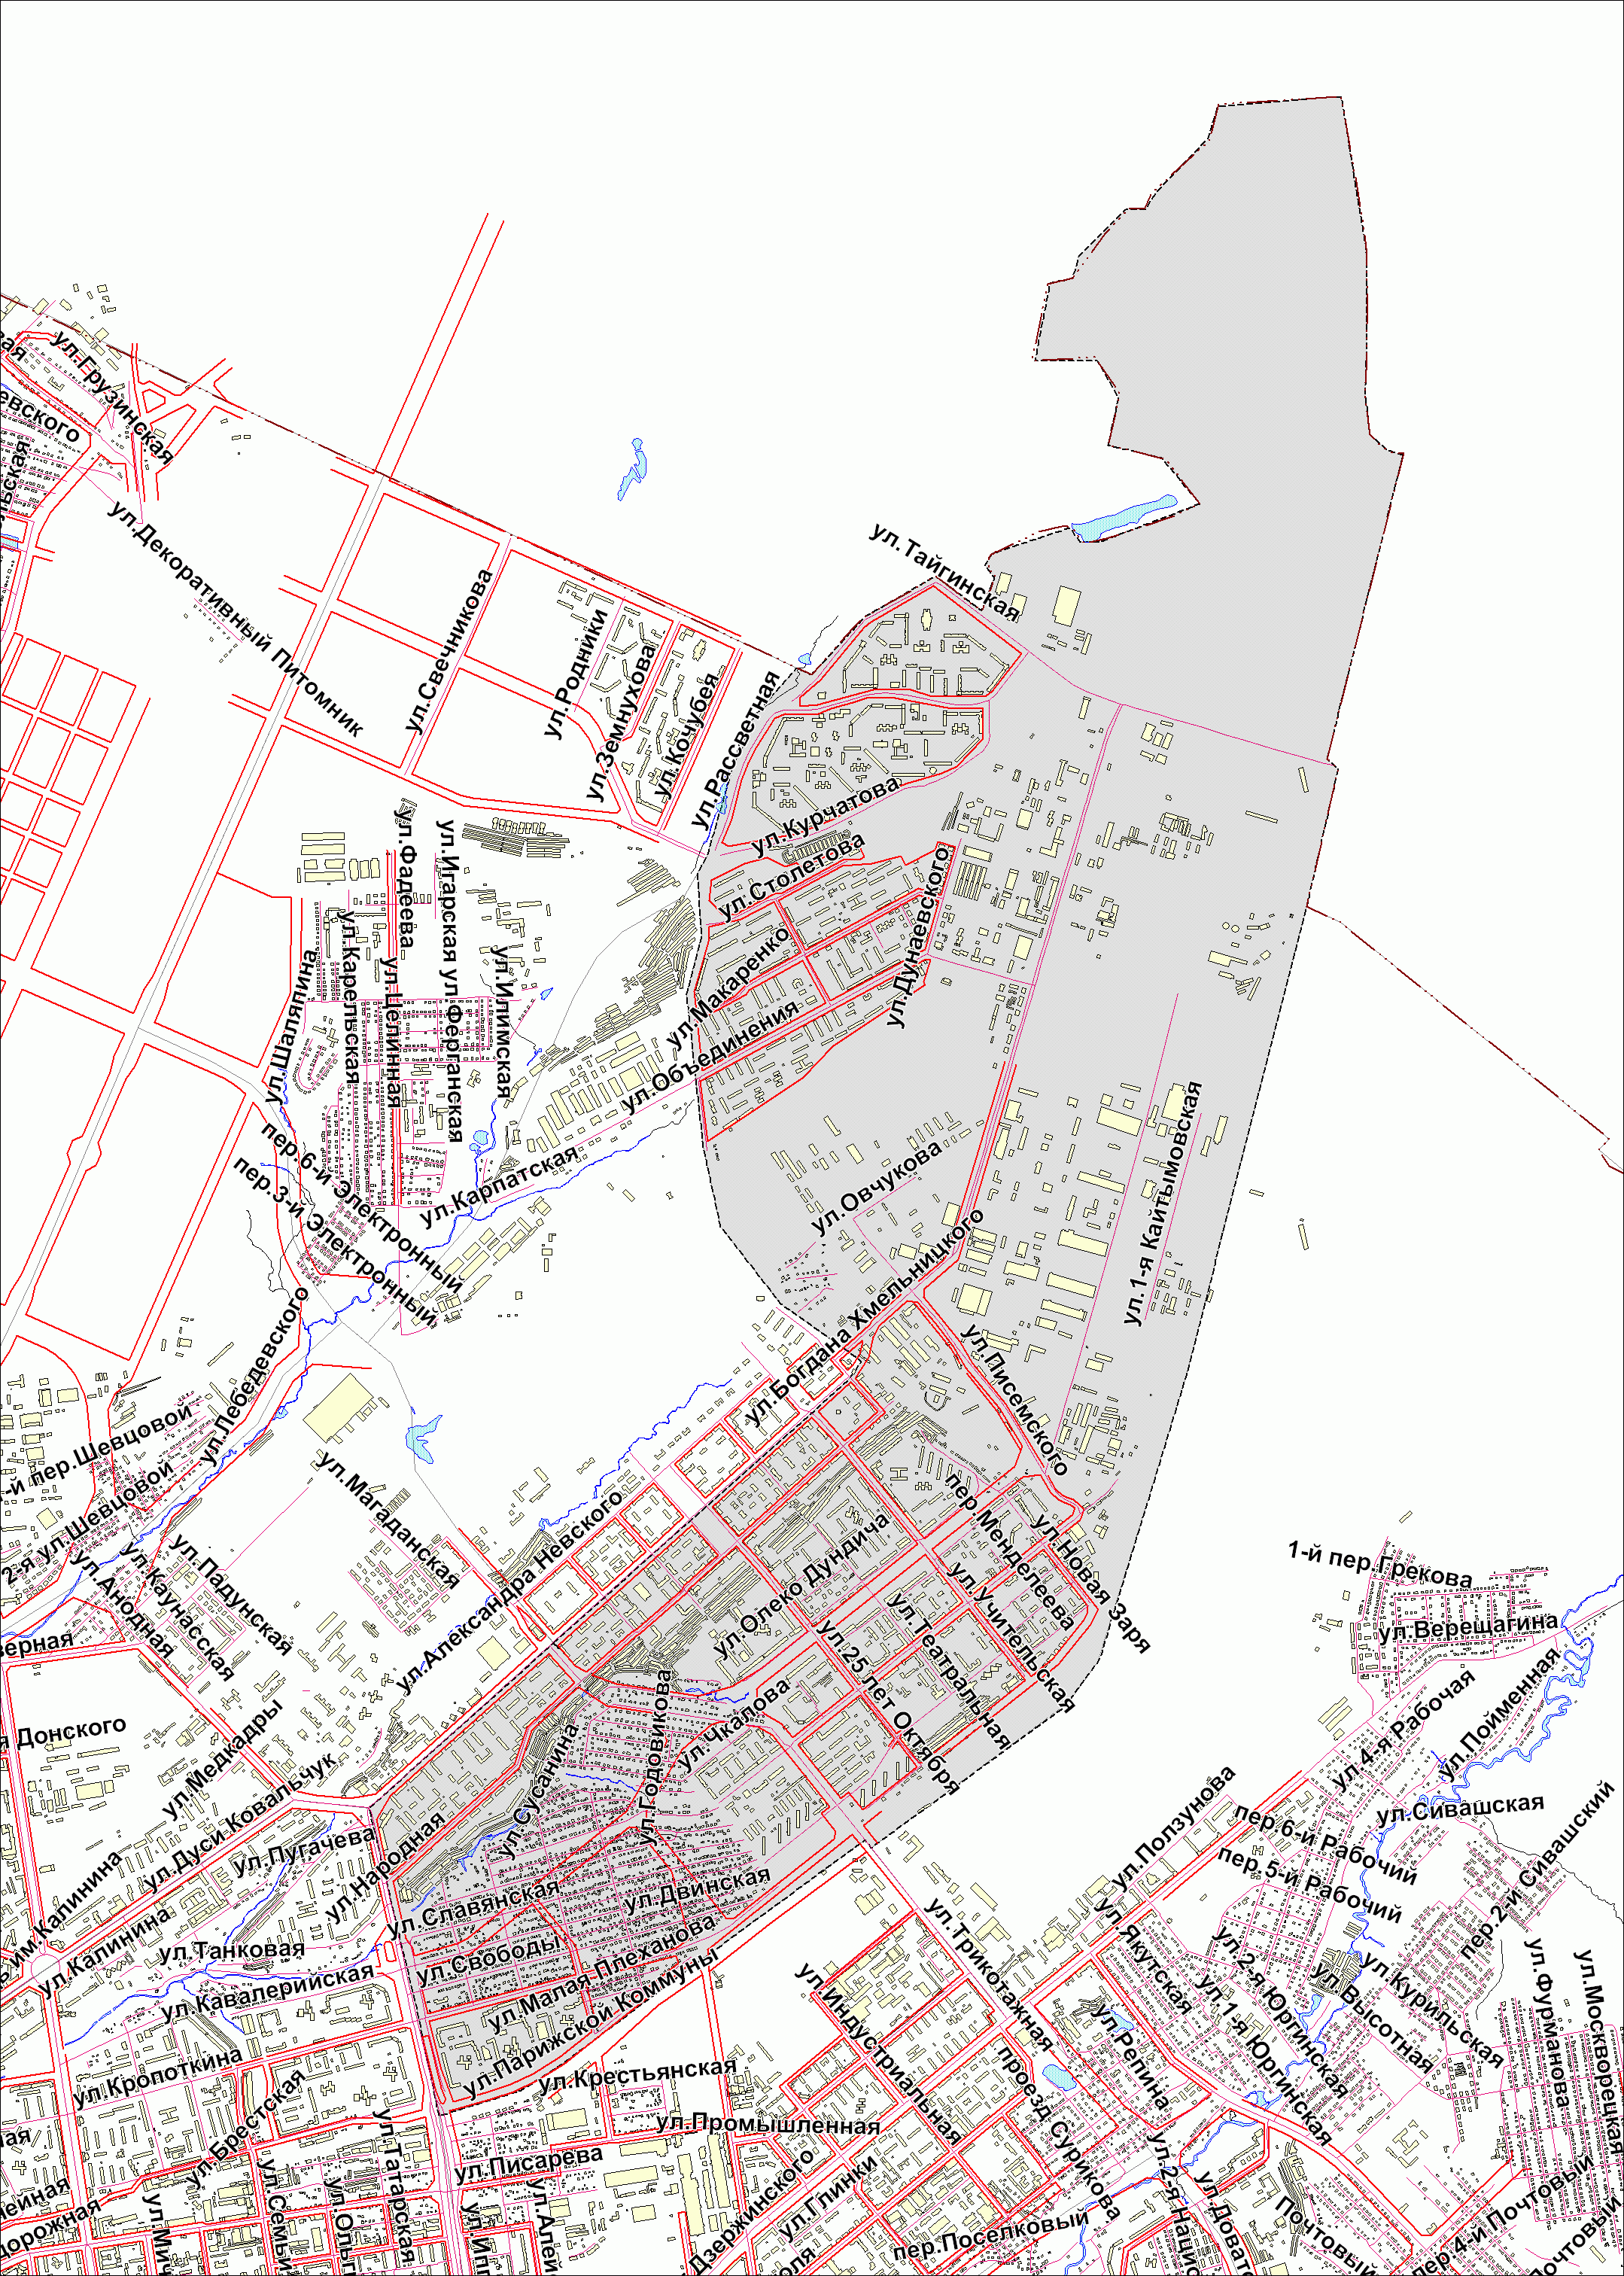 ул.Грузинская
ул.Декоративный Питомник
ул.Свечникова
ул.Родники
ул.Земнухова
ул.Кочубея
ул.Рассветная
ул.Тайгинская
ул.Курчатова
ул.Столетова
ул.Дунаевского
ул.Макаренко
ул.Объединения
ул.Фадеева
ул.Игарская
ул.Карельская
ул.Целинная
ул.Ферганская
ул.Илимская
ул.Шаляпина
пер.6-й Электронный
пер.3-й Электронный
ул.Карпатская
ул.Овчукова
ул.1-я Кайтымовская
ул.Богдана Хмельницкого
ул.Писемского
ул.Лебедевского
-й пер.Шевцовой
2-я ул.Шевцовой
ул.Магаданская
ул.Падунская
ул.Каунасская
ул.Анодная
ул.Александра Невского
ул.Олеко Дундича
пер.Менделеева
ул.Новая Заря
ул.Учительская
ул.Театральная
ул.25 лет Октября
1-й пер.Грекова
ул.Верещагина
Донского
ул.Медкадры
ул.Дуси Ковальчук
ул.Пугачева
ул.Народная
ул.Сусанина
ул.Годовикова
ул.Чкалова
ул.4-я Рабочая
ул.Пойменная
ул.Ползунова
пер.6-й Рабочий
пер.5-й Рабочий
ул.Сивашская
пер.2-й Сивашский
им.Калинина
ул.Калинина
ул.Танковая
ул.Кавалерийская
ул.Славянская
ул.Двинская
ул.Свободы
ул.Малая Плеханова
ул.Парижской Коммуны
ул.Трикотажная
ул.Индустриальная
ул.Якутская
ул.2-я Юргинская
ул.1-я Юргинская
ул.Высотная
ул.Курильская
ул.Фурманова
ул.Москворецкая
ул.Репина
проезд Сурикова
ул.Кропоткина
ул.Брестская
ул.Татарская
ул.Крестьянская
ул.Промышленная
ул.Писарева
Дзержинского
ул.Глинки
пер.Поселковый
ул.2-я
Почтовый
пер.4-й Почтовый